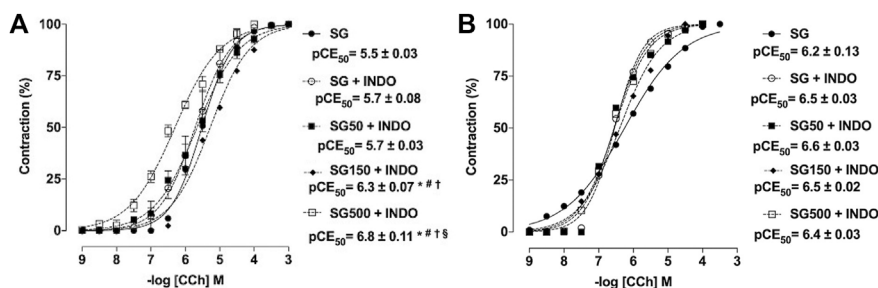 A
100
75
50
25
0
Contraction (%)
9 8 7 6 5 4 3
-log [CCh] M
SG
pCE50= 5.5 ± 0.03
SG + INDO
pCE50= 5.7 ± 0.08
SG50 + INDO
pCE50= 5.7 ± 0.03
SG150 + INDO
pCE50= 6.3 ± 0.07 * # †
SG500 + INDO
pCE50= 6.8 ± 0.11 * # † §
B
100
75
50
25
0
Contraction (%)
9 8 7 6 5 4 3
-log [CCh] M
SG
pCE50= 6.2 ± 0.13
SG + INDO
pCE50= 6.5 ± 0.03
SG50 + INDO
pCE50= 6.6 ± 0.03
SG150 + INDO
pCE50= 6.5 ± 0.02
SG500 + INDO
pCE50= 6.4 ± 0.03